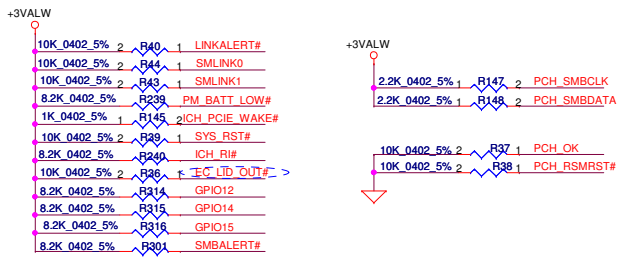 +3VALW
10K_0402_5% 2 R40 1 LINKALERT#
10K_0402_5% 2 R44 1 SMLINK0
10K_0402_5% 2 R43 1 SMLINK1
8.2K_0402_5% R239 PM_BATT_LOW#
1K_0402_5% 1 R145 2 ICH_PCIE_WAKE#
10K_0402_5% 2 R39 1 SYS_RST#
8.2K_0402_5% R240 ICH_RI#
10K_0402_5% 2 R36 1 EC_LID_OUT#
8.2K_0402_5% R314 GPIO12
8.2K_0402_5% R315 GPIO14
8.2K_0402_5% R316 GPIO15
8.2K_0402_5% R301 SMBALERT#
+3VALW
2.2K_0402_5% 1 R147 2 PCH_SMBCLK
2.2K_0402_5% 1 R148 2 PCH_SMBDATA
10K_0402_5% 2 R37 1 PCH_OK
10K_0402_5% 2 R38 1 PCH_RSMRST#